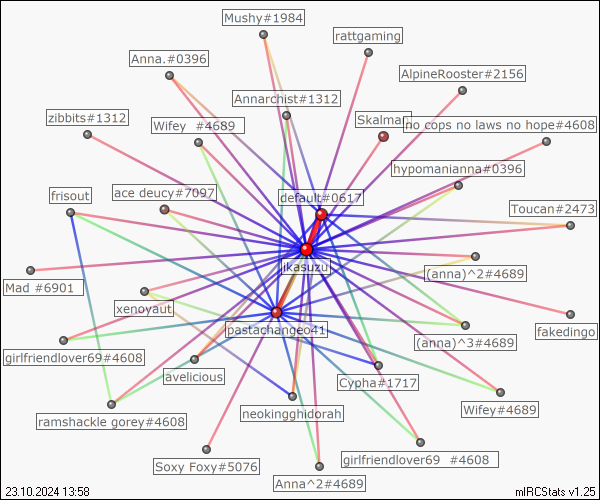 Mushy#1984
rattgaming
Anna.#0396
AlpineRooster#2156
Annarchist#1312
zibbits#1312
Wifey #4689
Skalman
no cops no laws no hope#4608
hypomanianna#0396
frisout
ace deucy#7097
default#0617
Toucan#2473
ikasuzu
(anna)^2#4689
Mad #6901
xenoyaut
pastachangeo41
fakedingo
girlfriendlover69#4608
(anna)^3#4689
avelicious
Cypha#1717
ramshackle gorey#4608
neokingghidorah
Wifey#4689
Soxy Foxy#5076
girlfriendlover69 #4608
Anna^2#4689
23.10.2024 13:58
mIRCStats v1.25